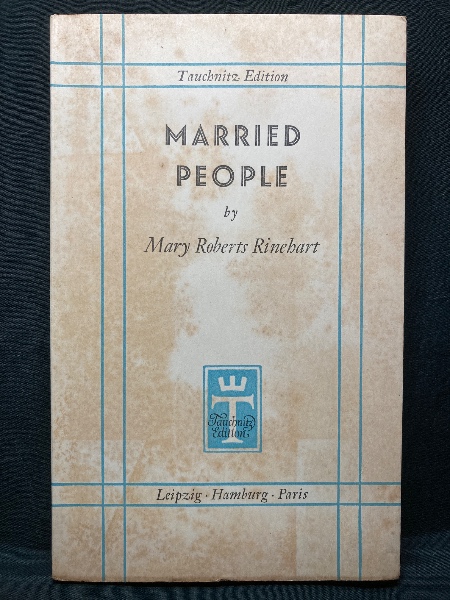 Tauchnitz Edition
MARRIED
PEOPLE
by
Mary Roberts Rinehart
T
Tauchnitz
Edition
Leipzig · Hamburg · Paris